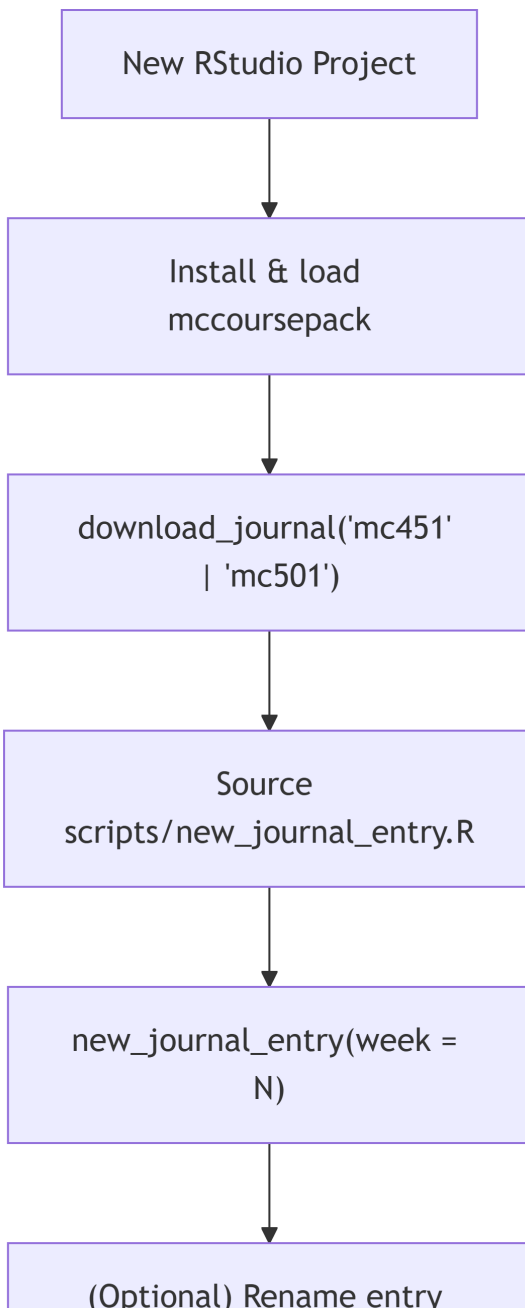 New RStudio Project
Install & load
mccoursepack
download_journal('mc451'
| 'mc501')
Source
scripts/new_journal_entry.R
new_journal_entry(week =
N)
(Optional) Rename entry